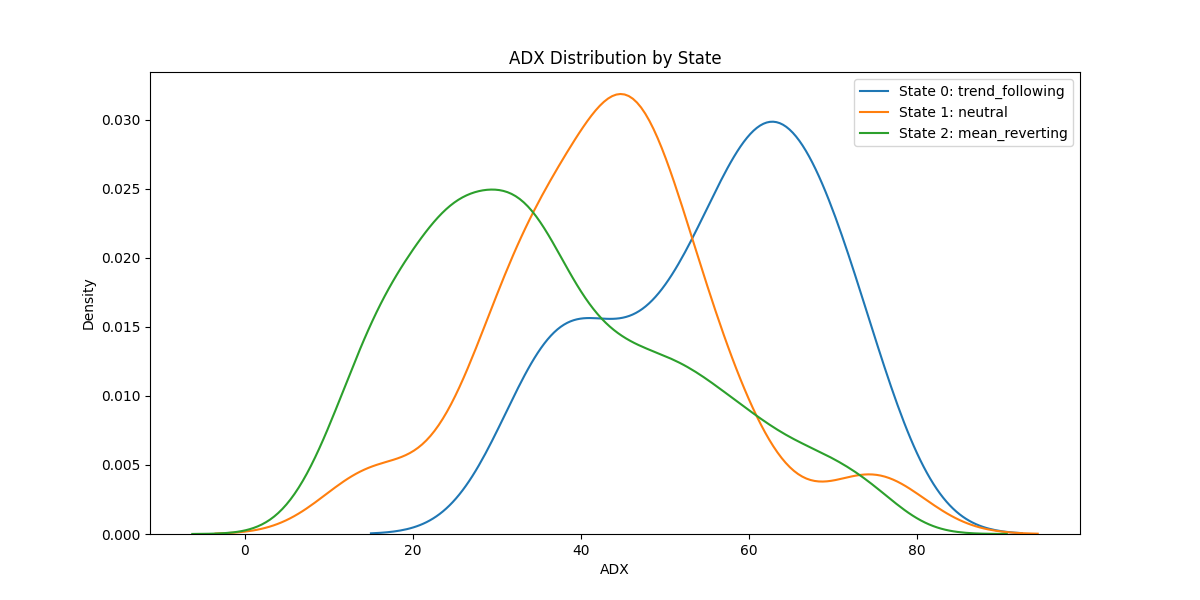 ADX Distribution by State
State 0: trend_following
State 1: neutral
State 2: mean_reverting
0.030
0.025
0.020
0.015
0.010
0.005
0.000
Density
0 20 40 60 80
ADX